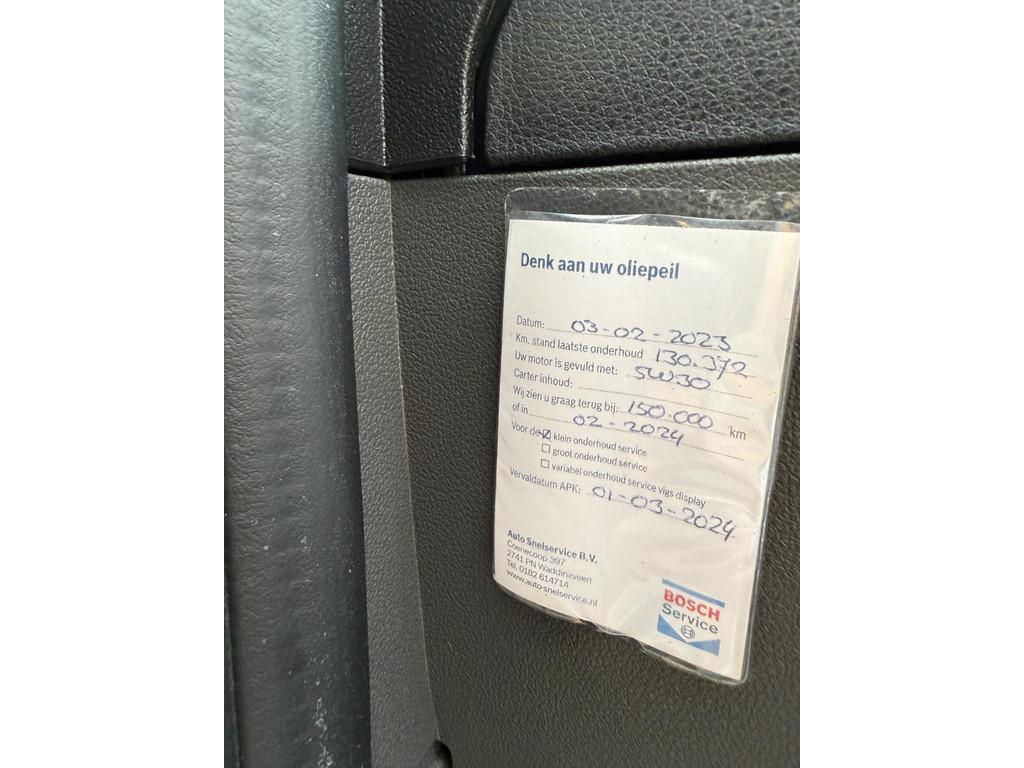 Denk aan uw oliepeil
Datum: 03-02-2023
Km. stand laatste onderhoud 130.372
Uw motor is gevuld met: 5W30
Carter inhoud:
Wij zien u graag terug bij: 150.000 km
of in 02-2024
Voor de: klein onderhoud service
groot onderhoud service
variabel onderhoud service vlgs display
Vervaldatum APK: 01-03-2024
Auto Snelservice B.V.
Coenecoop 397
2741 PN Waddinxveen
Tel. 0182 614714
www.auto-snelservice.nl
BOSCH
Service